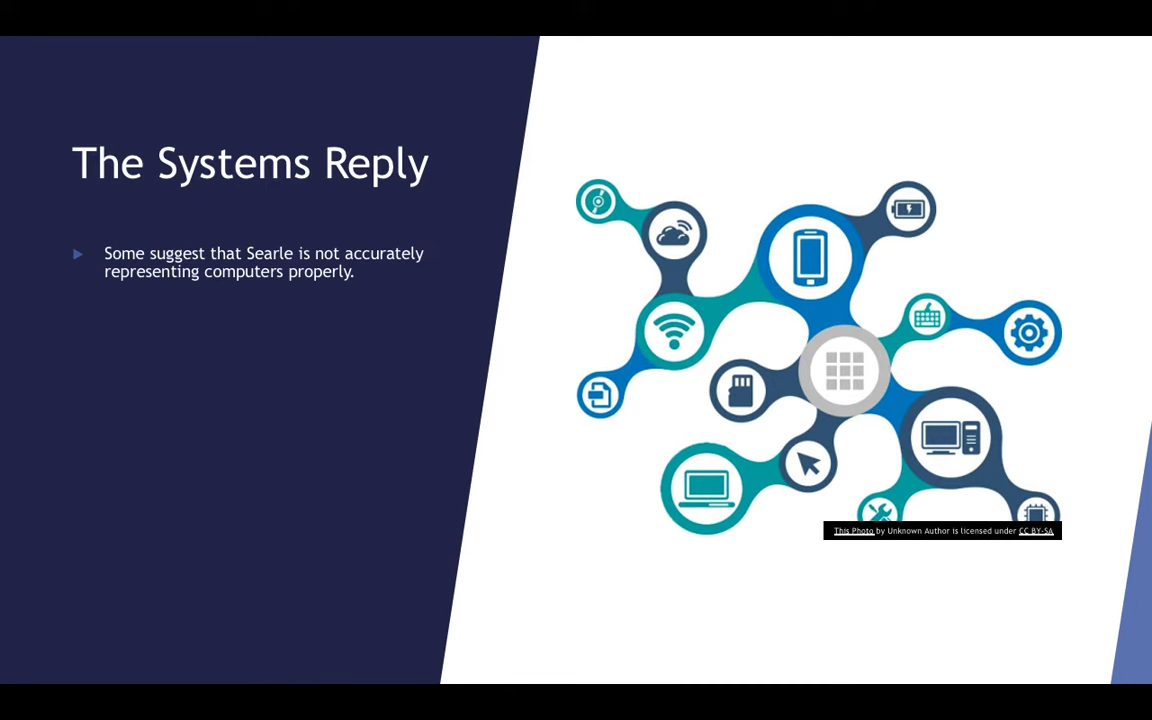 The Systems Reply
Some suggest that Searle is not accurately
representing computers properly.
This Photo by Unknown Author is licensed under CC BY-SA